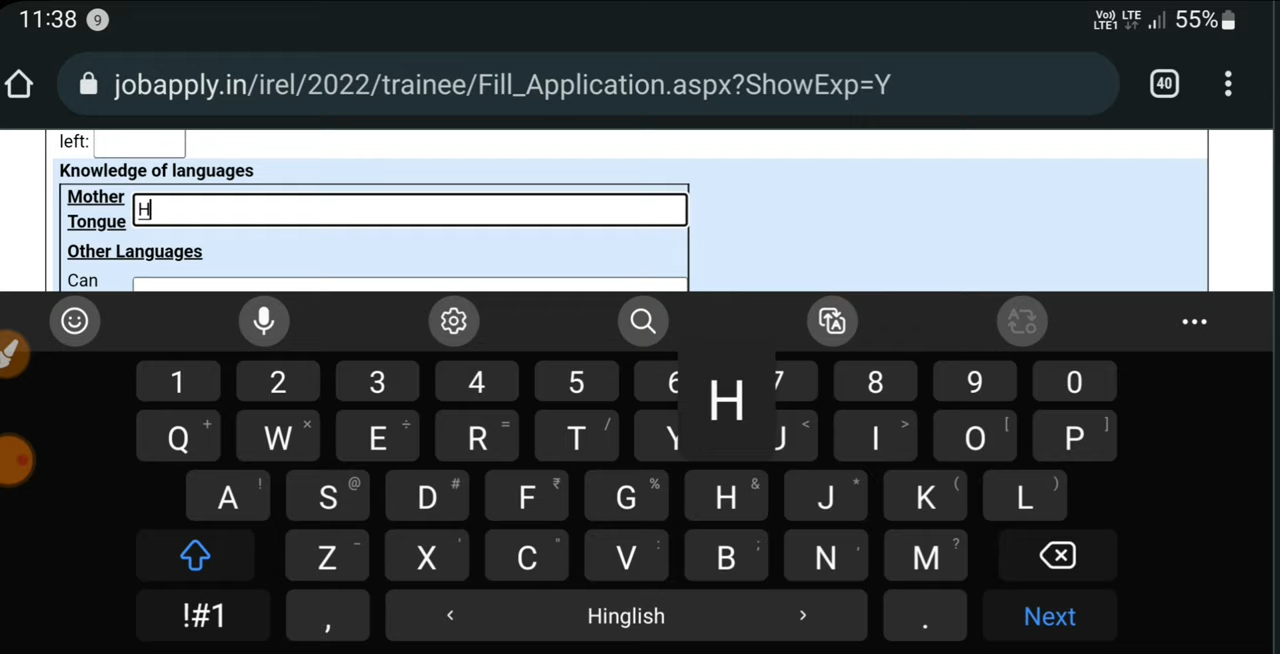 11:38 9 Vo) LTE LTE1 55%
jobapply.in/irel/2022/trainee/Fill_Application.aspx?ShowExp=Y 40
left:
Knowledge of languages
Mother Tongue H
Other Languages
Can
1 2 3 4 5 6 7 8 9 0
H
Q + W × E ÷ R = T / Y J < I > O [ P ]
A ! S @ D # F ₹ G % H & J * K ( L )
Z - X ' C " V : B ; N , M ?
!#1 , < Hinglish > . Next